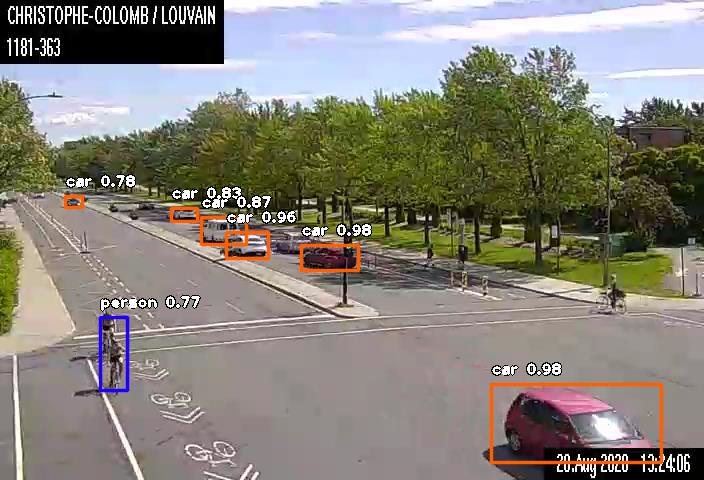 CHRISTOPHE-COLOMB / LOUVAIN
1181-363
car 0.78
car 0.83
car 0.87
car 0.96
car 0.98
person 0.77
car 0.98
20 Aug 2020 13:24:06